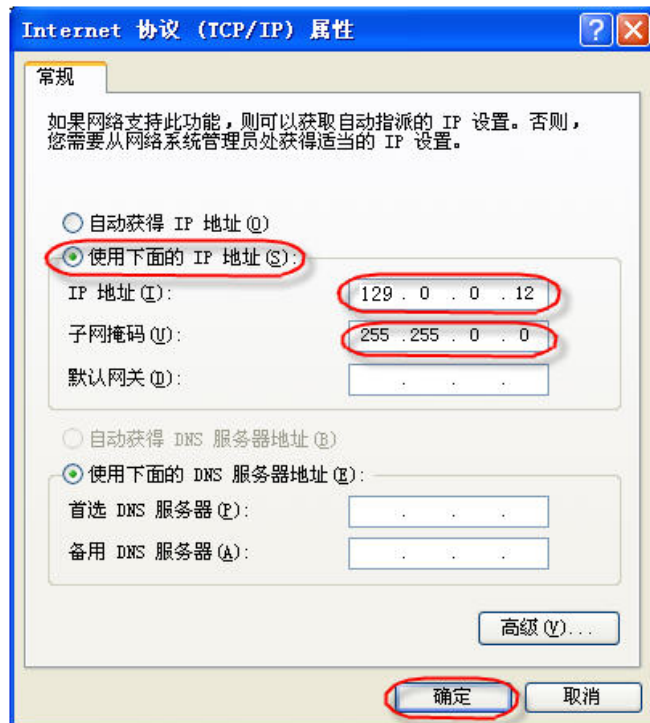 Internet 协议 (TCP/IP) 属性
常规
如果网络支持此功能，则可以获取自动指派的 IP 设置。否则，
您需要从网络系统管理员处获得适当的 IP 设置。
自动获得 IP 地址(O)
使用下面的 IP 地址(S):
IP 地址(I): 129 . 0 . 0 . 12
子网掩码(U): 255 .255 . 0 . 0
默认网关(D): . . .
自动获得 DNS 服务器地址(B)
使用下面的 DNS 服务器地址(E):
首选 DNS 服务器(P): . . .
备用 DNS 服务器(A): . . .
高级(V)...
确定 取消